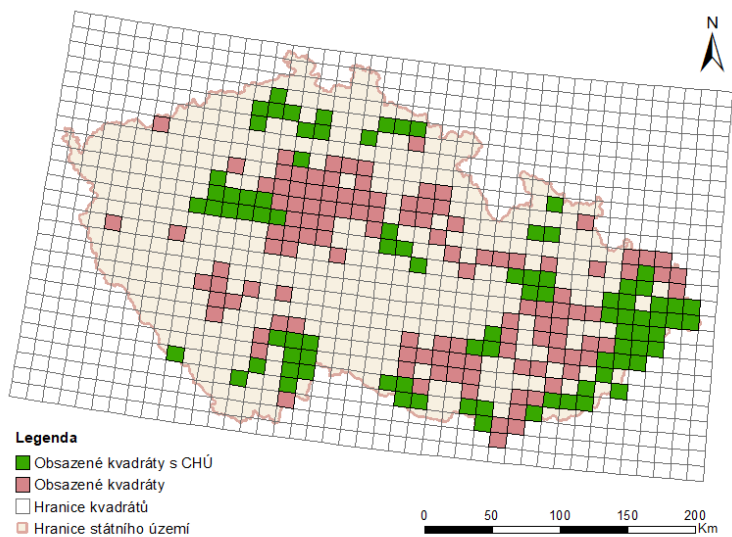 N
Legenda
Obsazené kvadráty s CHÚ
Obsazené kvadráty
Hranice kvadrátů
Hranice státního území
0 50 100 150 200
Km